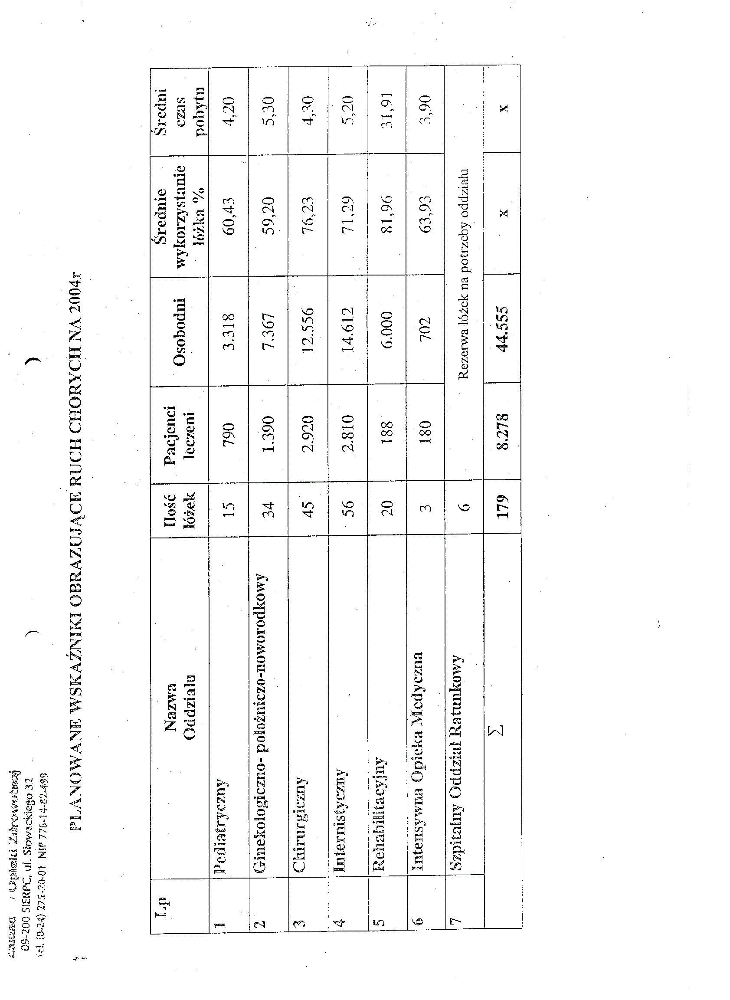 Opieki Zdrowotnej
09-200 SIERPC, ul. Słowackiego 32
tel. (0-24) 275-20-01 NIP 776-14-82-499
PLANOWANE WSKAŹNIKI OBRAZUJĄCE RUCH CHORYCH NA 2004r
Lp Nazwa Oddziału Ilość łóżek Pacjenci leczeni Osobodni Średnie wykorzystanie łóżka % Średni czas pobytu
1 Pediatryczny 15 790 3.318 60,43 4,20
2 Ginekologiczno- położniczo-noworodkowy 34 1.390 7.367 59,20 5,30
3 Chirurgiczny 45 2.920 12.556 76,23 4,30
4 Internistyczny 56 2.810 14.612 71,29 5,20
5 Rehabilitacyjny 20 188 6.000 81,96 31,91
6 Intensywna Opieka Medyczna 3 180 702 63,93 3,90
7 Szpitalny Oddział Ratunkowy 6 Rezerwa łóżek na potrzeby oddziału
Σ 179 8.278 44.555 x x